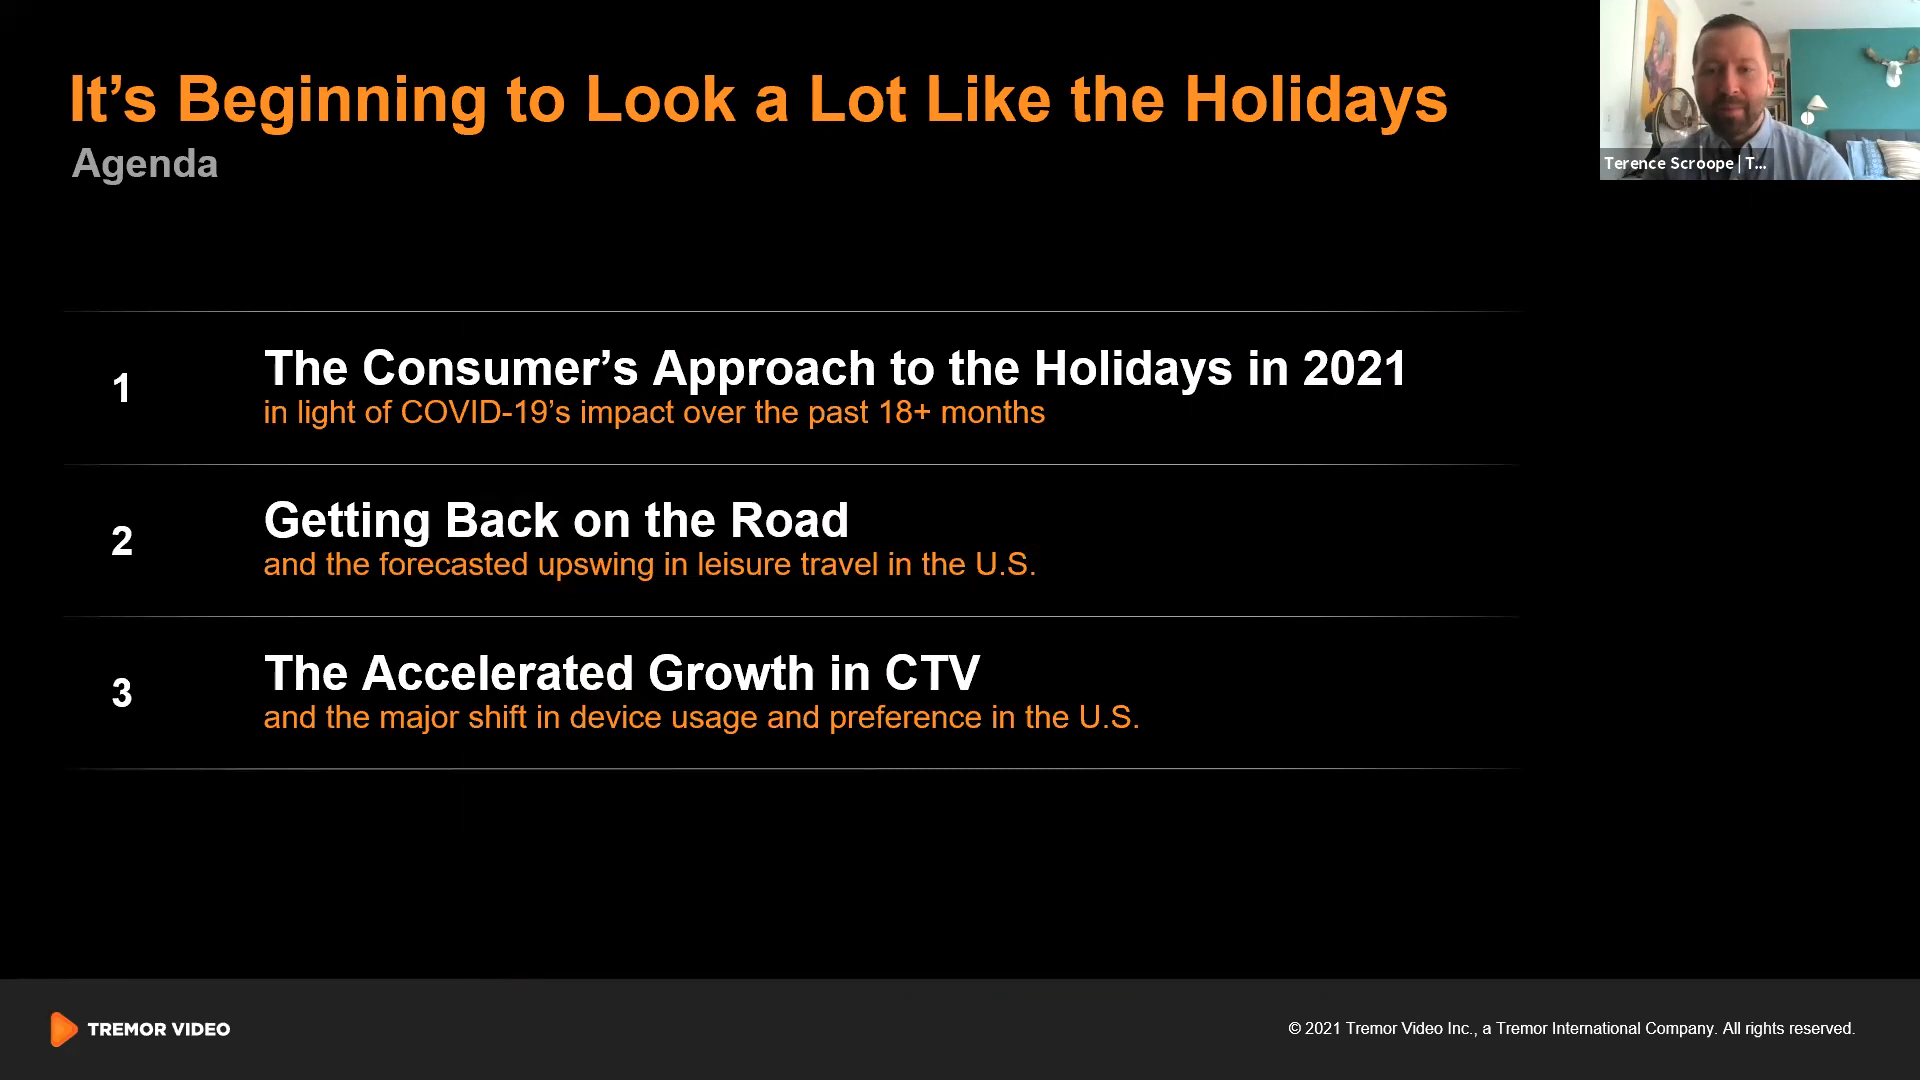 It’s Beginning to Look a Lot Like the Holidays
Agenda
Terence Scroope | T...
1
The Consumer’s Approach to the Holidays in 2021
in light of COVID-19’s impact over the past 18+ months
2
Getting Back on the Road
and the forecasted upswing in leisure travel in the U.S.
3
The Accelerated Growth in CTV
and the major shift in device usage and preference in the U.S.
TREMOR VIDEO
© 2021 Tremor Video Inc., a Tremor International Company. All rights reserved.